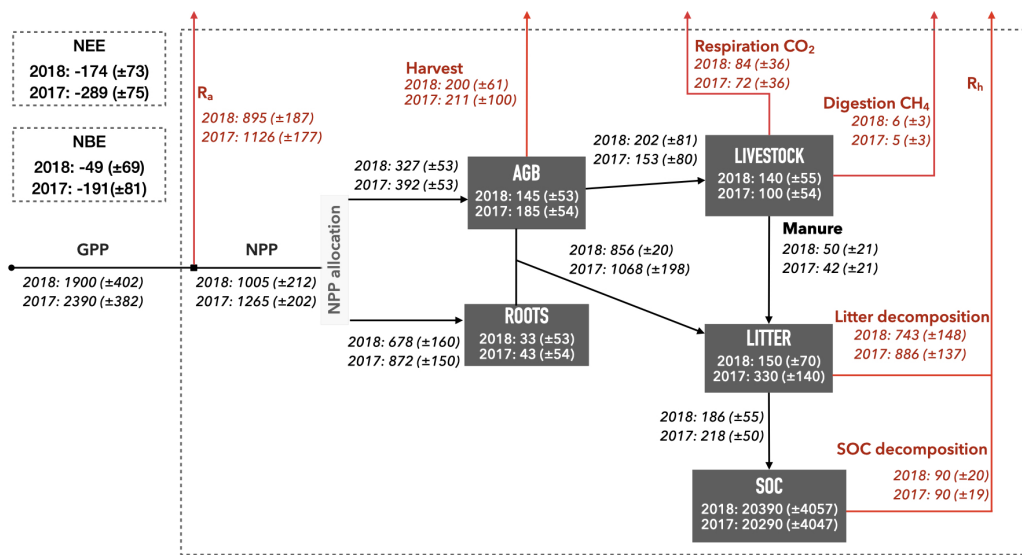 NEE
2018: -174 (±73)
2017: -289 (±75)
NBE
2018: -49 (±69)
2017: -191(±81)
GPP
2018: 1900 (±402)
2017: 2390 (±382)
Ra
2018: 895 (±187)
2017: 1126 (±177)
NPP
2018: 1005 (±212)
2017: 1265 (±202)
NPP allocation
Harvest
2018: 200 (±61)
2017: 211 (±100)
2018: 327 (±53)
2017: 392 (±53)
AGB
2018: 145 (±53)
2017: 185 (±54)
2018: 678 (±160)
2017: 872 (±150)
ROOTS
2018: 33 (±53)
2017: 43 (±54)
2018: 202 (±81)
2017: 153 (±80)
2018: 856 (±20)
2017: 1068 (±198)
Respiration CO₂
2018: 84 (±36)
2017: 72 (±36)
Digestion CH₄
2018: 6 (±3)
2017: 5 (±3)
Rh
LIVESTOCK
2018: 140 (±55)
2017: 100 (±54)
Manure
2018: 50 (±21)
2017: 42 (±21)
LITTER
2018: 150 (±70)
2017: 330 (±140)
Litter decomposition
2018: 743 (±148)
2017: 886 (±137)
2018: 186 (±55)
2017: 218 (±50)
SOC decomposition
2018: 90 (±20)
2017: 90 (±19)
SOC
2018: 20390 (±4057)
2017: 20290 (±4047)